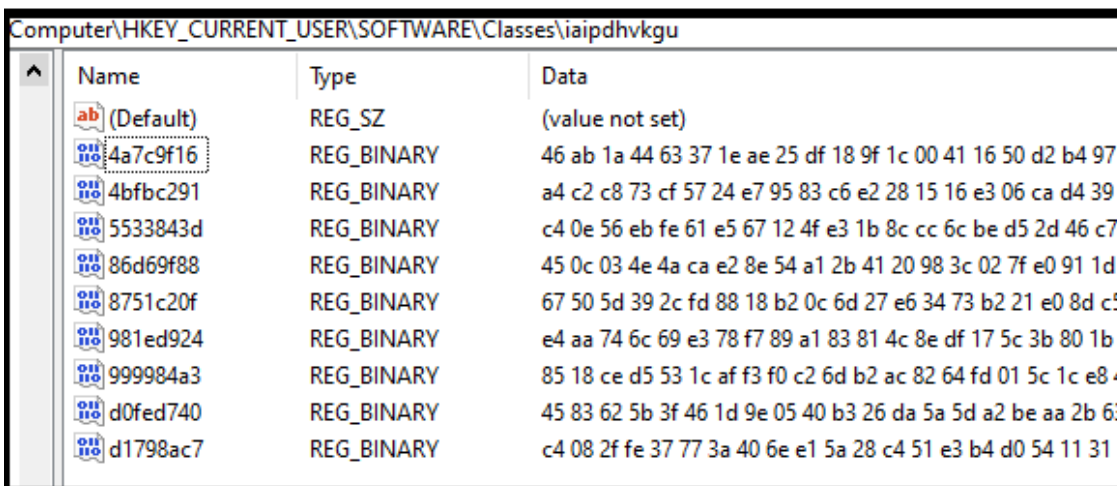 Computer\HKEY_CURRENT_USER\SOFTWARE\Classes\iaipdhvkgu
Name Type Data
(Default) REG_SZ (value not set)
4a7c9f16 REG_BINARY 46 ab 1a 44 63 37 1e ae 25 df 18 9f 1c 00 41 16 50 d2 b4 97
4bfbc291 REG_BINARY a4 c2 c8 73 cf 57 24 e7 95 83 c6 e2 28 15 16 e3 06 ca d4 39
5533843d REG_BINARY c4 0e 56 eb fe 61 e5 67 12 4f e3 1b 8c cc 6c be d5 2d 46 c7
86d69f88 REG_BINARY 45 0c 03 4e 4a ca e2 8e 54 a1 2b 41 20 98 3c 02 7f e0 91 1d
8751c20f REG_BINARY 67 50 5d 39 2c fd 88 18 b2 0c 6d 27 e6 34 73 b2 21 e0 8d c5
981ed924 REG_BINARY e4 aa 74 6c 69 e3 78 f7 89 a1 83 81 4c 8e df 17 5c 3b 80 1b
999984a3 REG_BINARY 85 18 ce d5 53 1c af f3 f0 c2 6d b2 ac 82 64 fd 01 5c 1c e8 4
d0fed740 REG_BINARY 45 83 62 5b 3f 46 1d 9e 05 40 b3 26 da 5a 5d a2 be aa 2b 63
d1798ac7 REG_BINARY c4 08 2f fe 37 77 3a 40 6e e1 5a 28 c4 51 e3 b4 d0 54 11 31